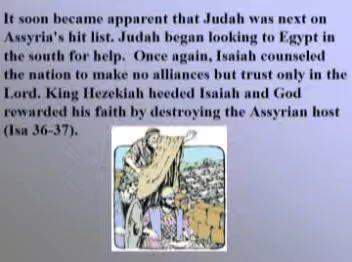 It soon became apparent that Judah was next on
Assyria's hit list. Judah began looking to Egypt in
the south for help.  Once again, Isaiah counseled
the nation to make no alliances but trust only in the
Lord. King Hezekiah heeded Isaiah and God
rewarded his faith by destroying the Assyrian host
(Isa 36-37).